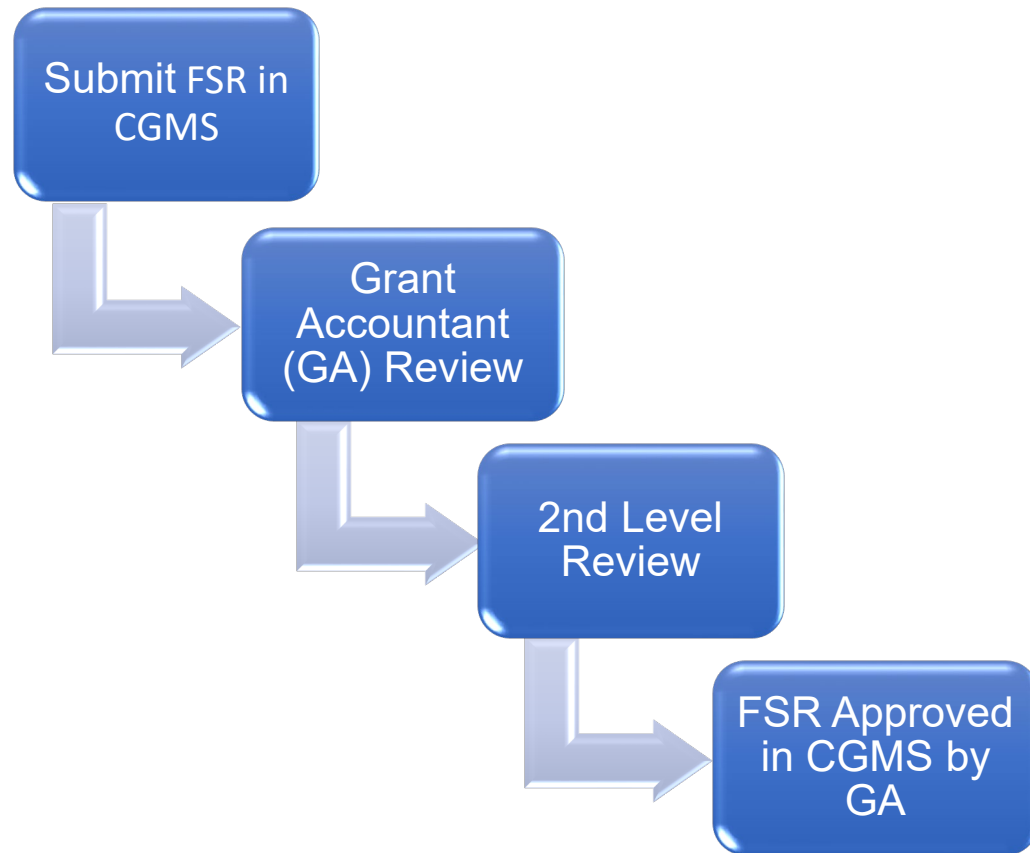 Submit FSR in
CGMS
Grant
Accountant
(GA) Review
2nd Level
Review
FSR Approved
in CGMS by
GA